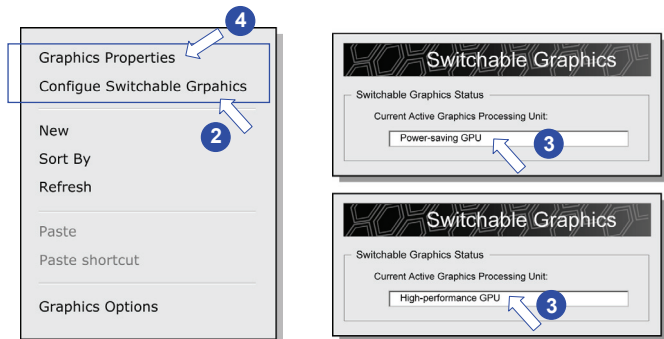 4
Graphics Properties
Configue Switchable Grpahics
2
New
Sort By
Refresh
Paste
Paste shortcut
Graphics Options
Switchable Graphics
Switchable Graphics Status
Current Active Graphics Processing Unit:
Power-saving GPU
3
Switchable Graphics
Switchable Graphics Status
Current Active Graphics Processing Unit:
High-performance GPU
3